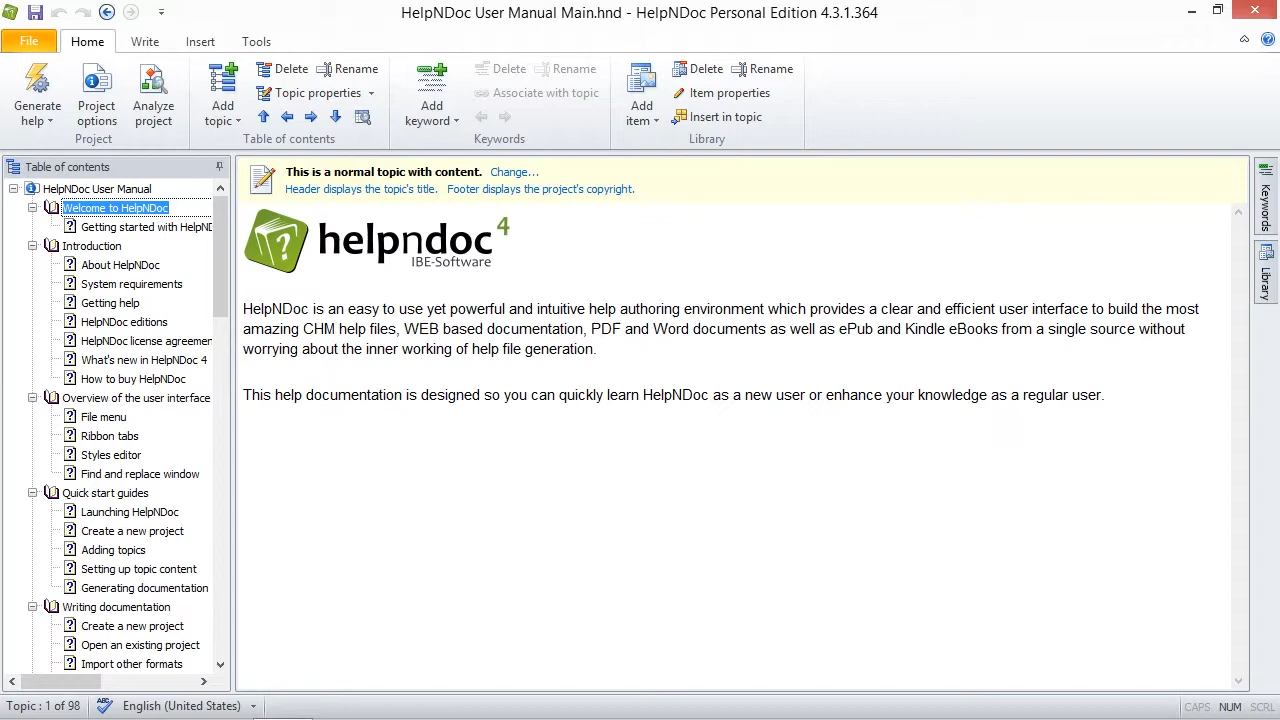 HelpNDoc User Manual Main.hnd - HelpNDoc Personal Edition 4.3.1.364
File Home Write Insert Tools
Generate help
Project options
Analyze project
Project
Add topic
Delete Rename
Topic properties
Table of contents
Add keyword
Delete Rename
Associate with topic
Keywords
Add item
Delete Rename
Item properties
Insert in topic
Library
Table of contents
HelpNDoc User Manual
Welcome to HelpNDoc
Getting started with HelpND
Introduction
About HelpNDoc
System requirements
Getting help
HelpNDoc editions
HelpNDoc license agreemen
What's new in HelpNDoc 4
How to buy HelpNDoc
Overview of the user interface
File menu
Ribbon tabs
Styles editor
Find and replace window
Quick start guides
Launching HelpNDoc
Create a new project
Adding topics
Setting up topic content
Generating documentation
Writing documentation
Create a new project
Open an existing project
Import other formats
This is a normal topic with content. Change...
Header displays the topic's title. Footer displays the project's copyright.
helpndoc 4
IBE-Software
HelpNDoc is an easy to use yet powerful and intuitive help authoring environment which provides a clear and efficient user interface to build the most
amazing CHM help files, WEB based documentation, PDF and Word documents as well as ePub and Kindle eBooks from a single source without
worrying about the inner working of help file generation.
This help documentation is designed so you can quickly learn HelpNDoc as a new user or enhance your knowledge as a regular user.
Keywords
Library
Topic : 1 of 98 English (United States) CAPS NUM SCRL